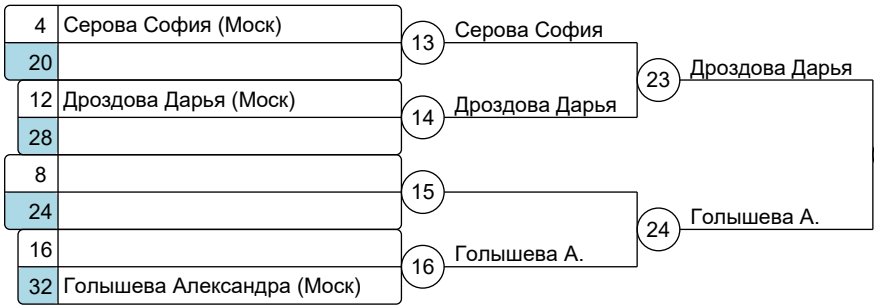 4 Серова София (Моск)
20
13 Серова София
12 Дроздова Дарья (Моск)
28
14 Дроздова Дарья
23 Дроздова Дарья
8
24
15
16
32 Голышева Александра (Моск)
16 Голышева А.
24 Голышева А.